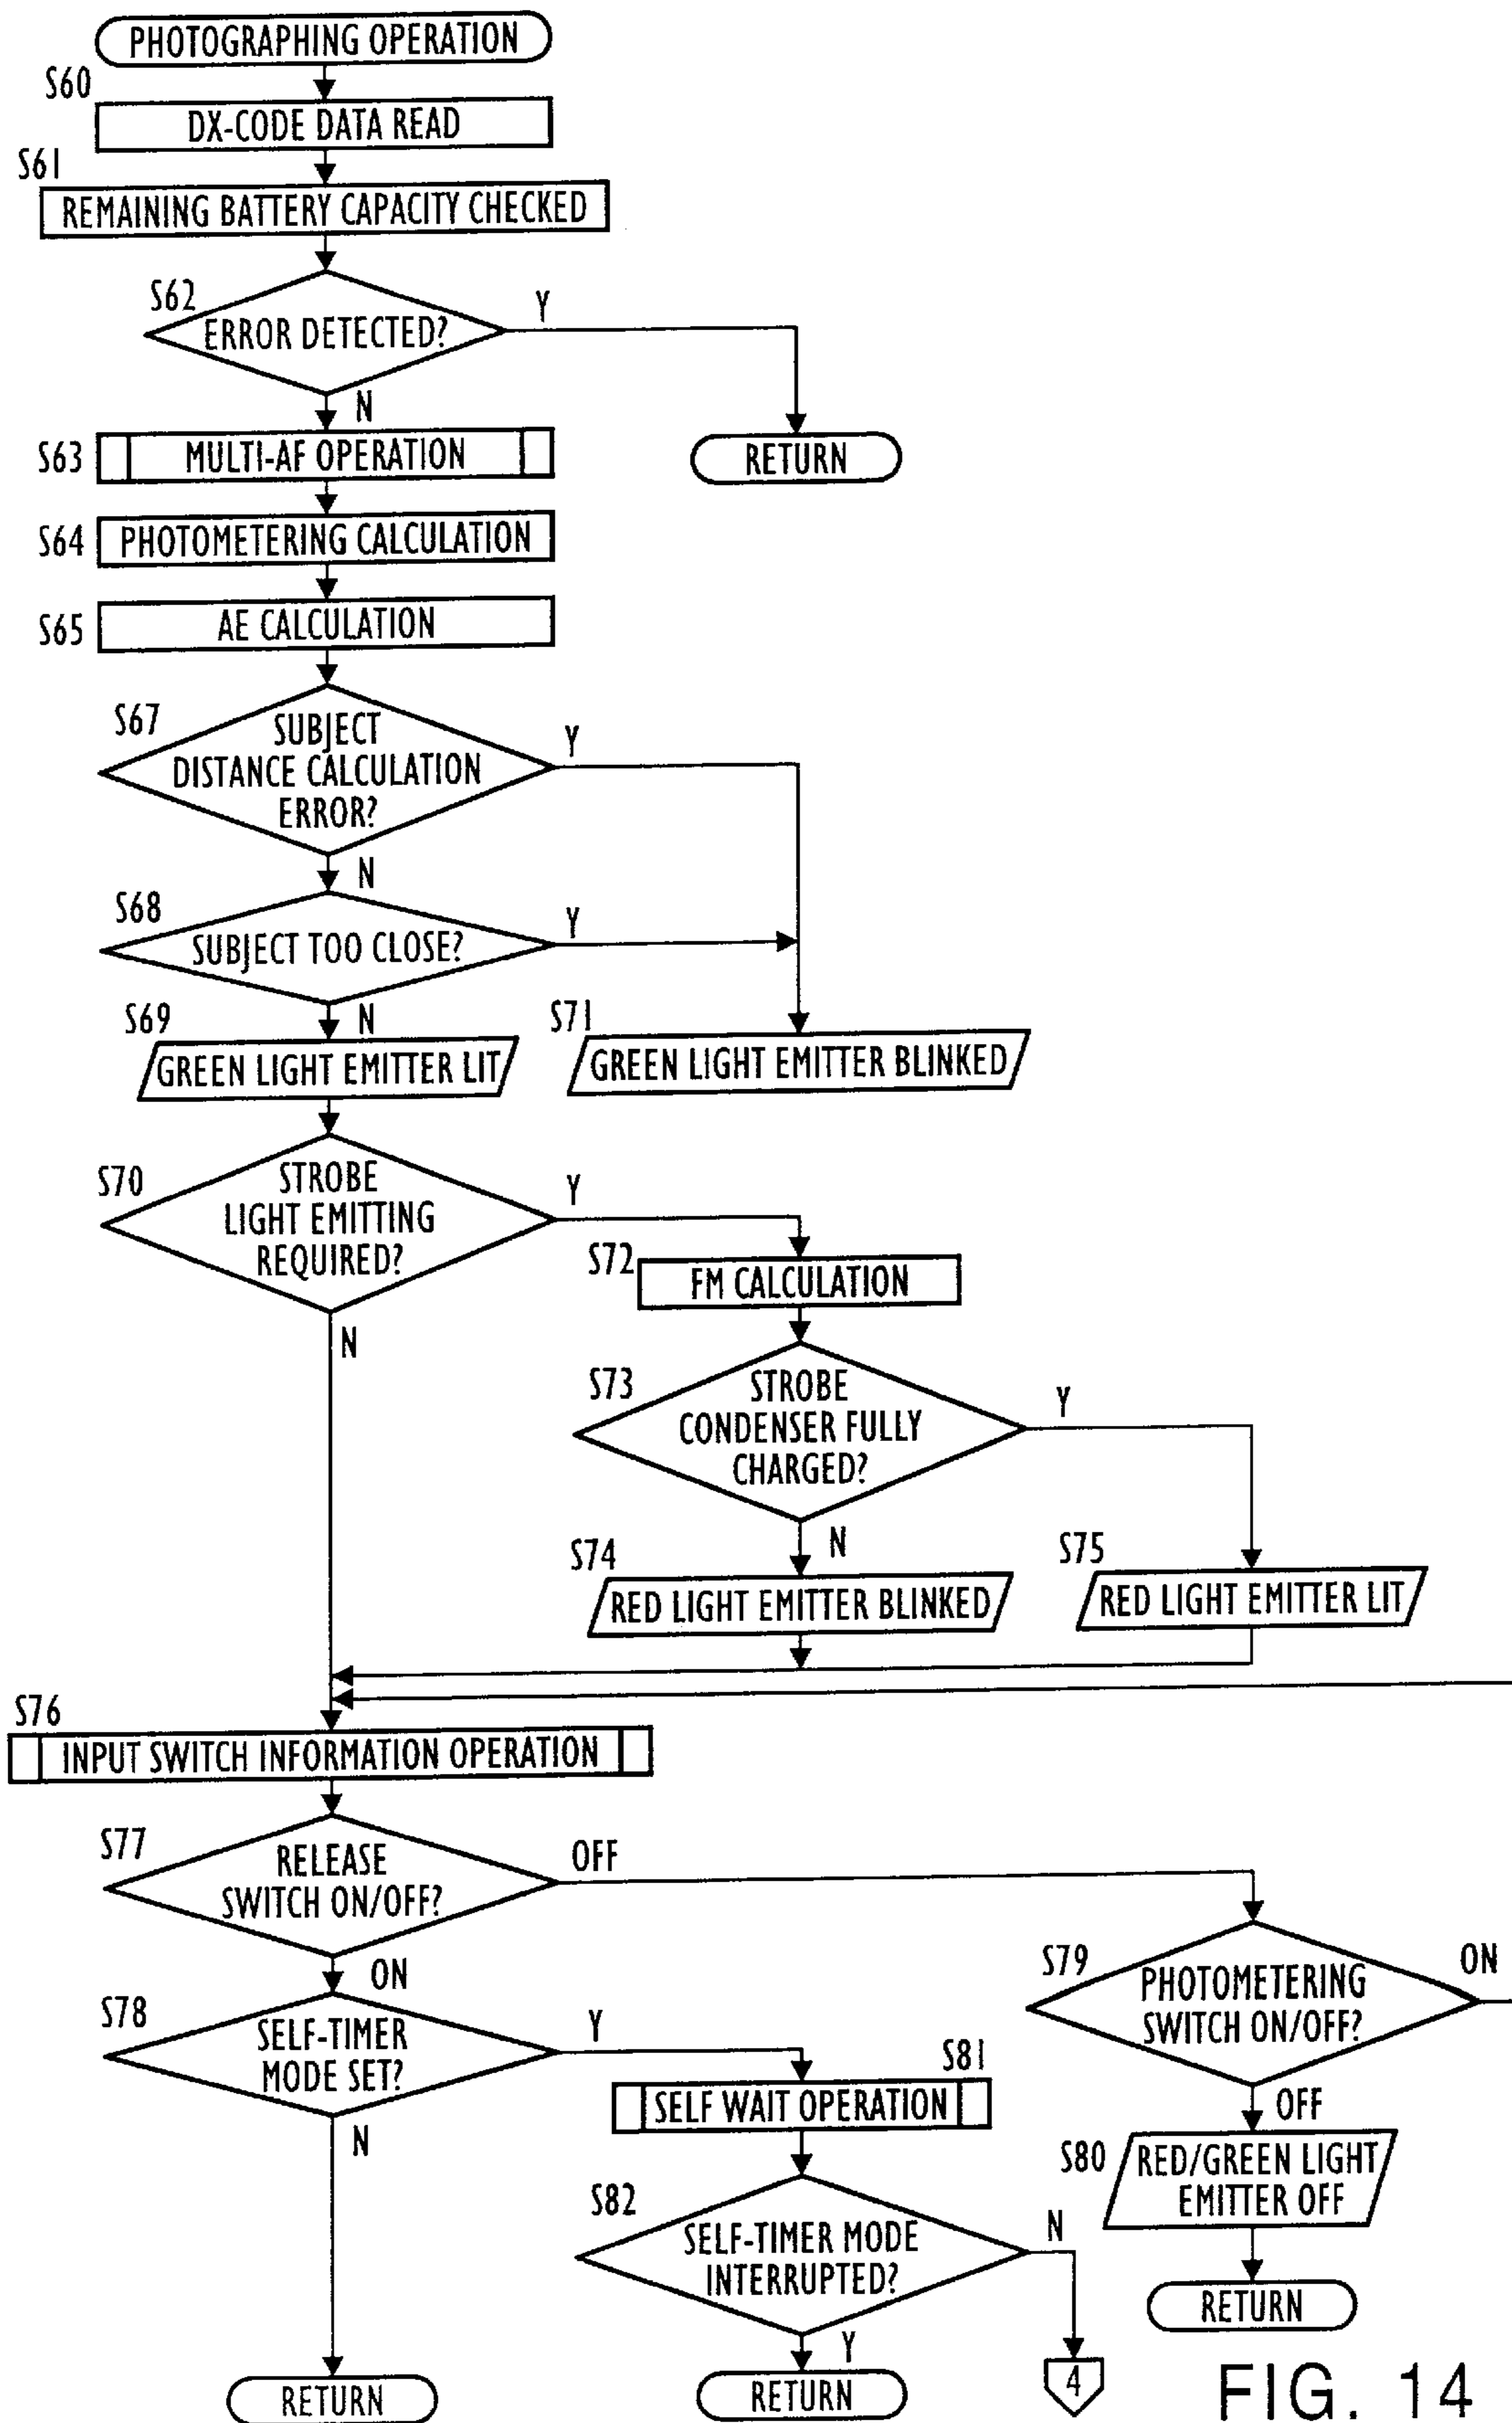 PHOTOGRAPHING OPERATION
S60
DX-CODE DATA READ
S61
REMAINING BATTERY CAPACITY CHECKED
S62
ERROR DETECTED?
Y
N
RETURN
S63
MULTI-AF OPERATION
S64
PHOTOMETERING CALCULATION
S65
AE CALCULATION
S67
SUBJECT
DISTANCE CALCULATION
ERROR?
Y
N
S68
SUBJECT TOO CLOSE?
Y
N
S69
GREEN LIGHT EMITTER LIT
S71
GREEN LIGHT EMITTER BLINKED
S70
STROBE
LIGHT EMITTING
REQUIRED?
Y
N
S72
FM CALCULATION
S73
STROBE
CONDENSER FULLY
CHARGED?
Y
N
S74
RED LIGHT EMITTER BLINKED
S75
RED LIGHT EMITTER LIT
S76
INPUT SWITCH INFORMATION OPERATION
S77
RELEASE
SWITCH ON/OFF?
OFF
ON
S78
SELF-TIMER
MODE SET?
Y
N
S79
PHOTOMETERING
SWITCH ON/OFF?
ON
OFF
S80
RED/GREEN LIGHT
EMITTER OFF
RETURN
S81
SELF WAIT OPERATION
S82
SELF-TIMER MODE
INTERRUPTED?
N
Y
RETURN
RETURN
4
FIG. 14